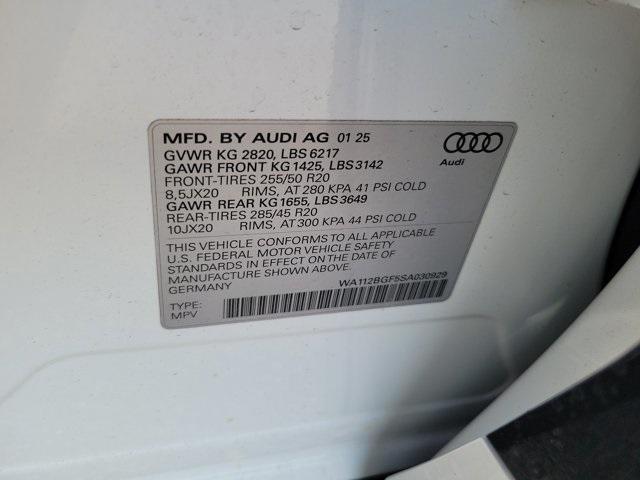 MFD. BY AUDI AG 01 25
GVWR KG 2820, LBS 6217
GAWR FRONT KG 1425, LBS 3142
FRONT-TIRES 255/50 R20
8,5JX20 RIMS, AT 280 KPA 41 PSI COLD
GAWR REAR KG 1655, LBS 3649
REAR-TIRES 285/45 R20
10JX20 RIMS, AT 300 KPA 44 PSI COLD
THIS VEHICLE CONFORMS TO ALL APPLICABLE
U.S. FEDERAL MOTOR VEHICLE SAFETY
STANDARDS IN EFFECT ON THE DATE OF
MANUFACTURE SHOWN ABOVE.
GERMANY
WA112BGF5SA030929
TYPE:
MPV
Audi